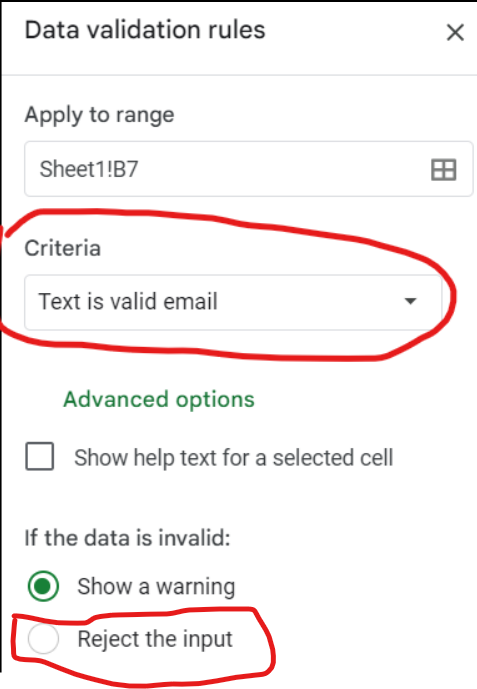 Data validation rules
Apply to range
Sheet1!B7
Criteria
Text is valid email
Advanced options
Show help text for a selected cell
If the data is invalid:
Show a warning
Reject the input